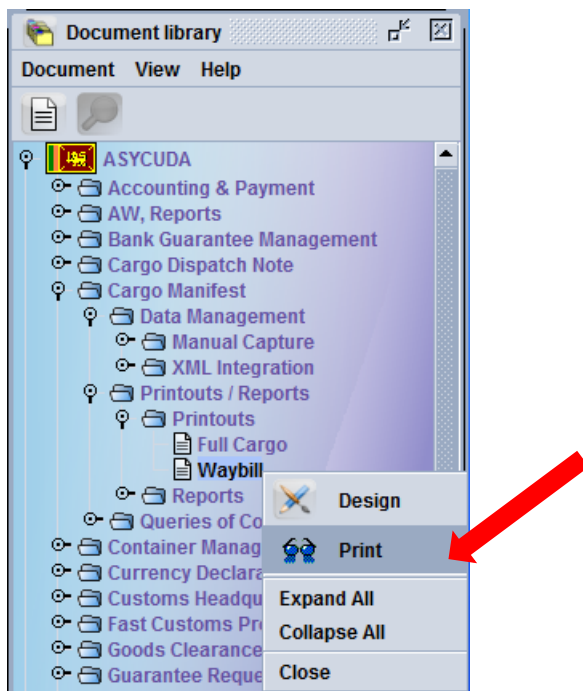 Document library
Document View Help
ASYCUDA
Accounting & Payment
AW, Reports
Bank Guarantee Management
Cargo Dispatch Note
Cargo Manifest
Data Management
Manual Capture
XML Integration
Printouts / Reports
Printouts
Full Cargo
Waybill
Reports
Queries of Co
Container Manag
Currency Declara
Customs Headqu
Fast Customs Pr
Goods Clearance
Guarantee Reque
Design
Print
Expand All
Collapse All
Close